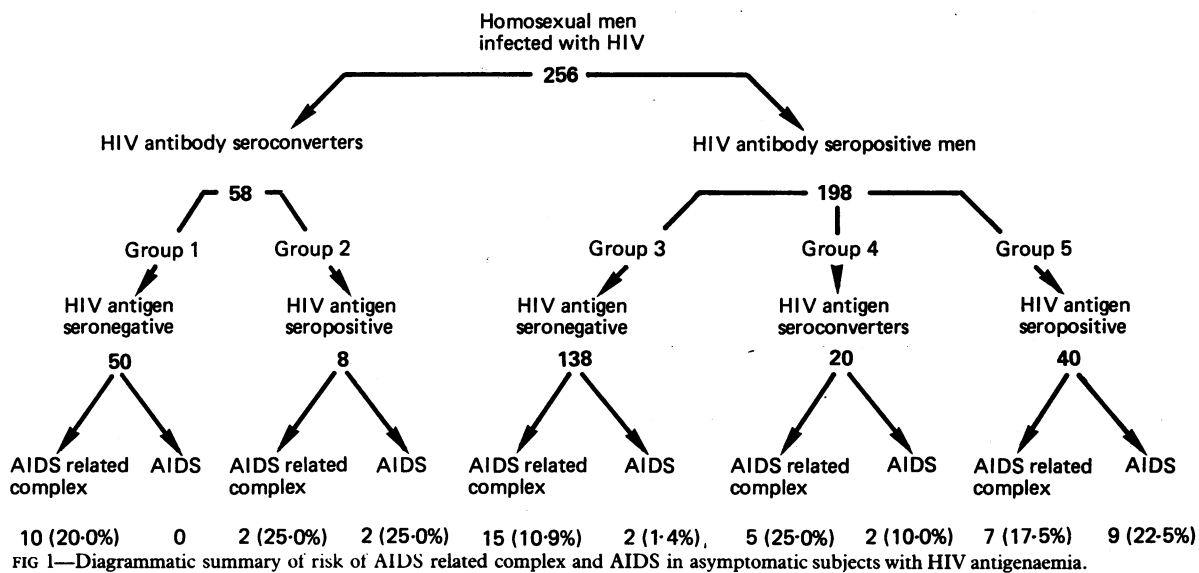 Homosexual men
infected with HIV
256
HIV antibody seroconverters
HIV antibody seropositive men
58
198
Group 1
Group 2
Group 3
Group 4
Group 5
HIV antigen
seronegative
HIV antigen
seropositive
HIV antigen
seronegative
HIV antigen
seroconverters
HIV antigen
seropositive
50
8
138
20
40
AIDS related
complex
AIDS
AIDS related
complex
AIDS
AIDS related
complex
AIDS
AIDS related
complex
AIDS
AIDS related
complex
AIDS
10 (20·0%)
0
2 (25·0%)
2 (25·0%)
15 (10·9%)
2 (1·4%)
5 (25·0%)
2 (10·0%)
7 (17·5%)
9 (22·5%)
FIG 1—Diagrammatic summary of risk of AIDS related complex and AIDS in asymptomatic subjects with HIV antigenaemia.